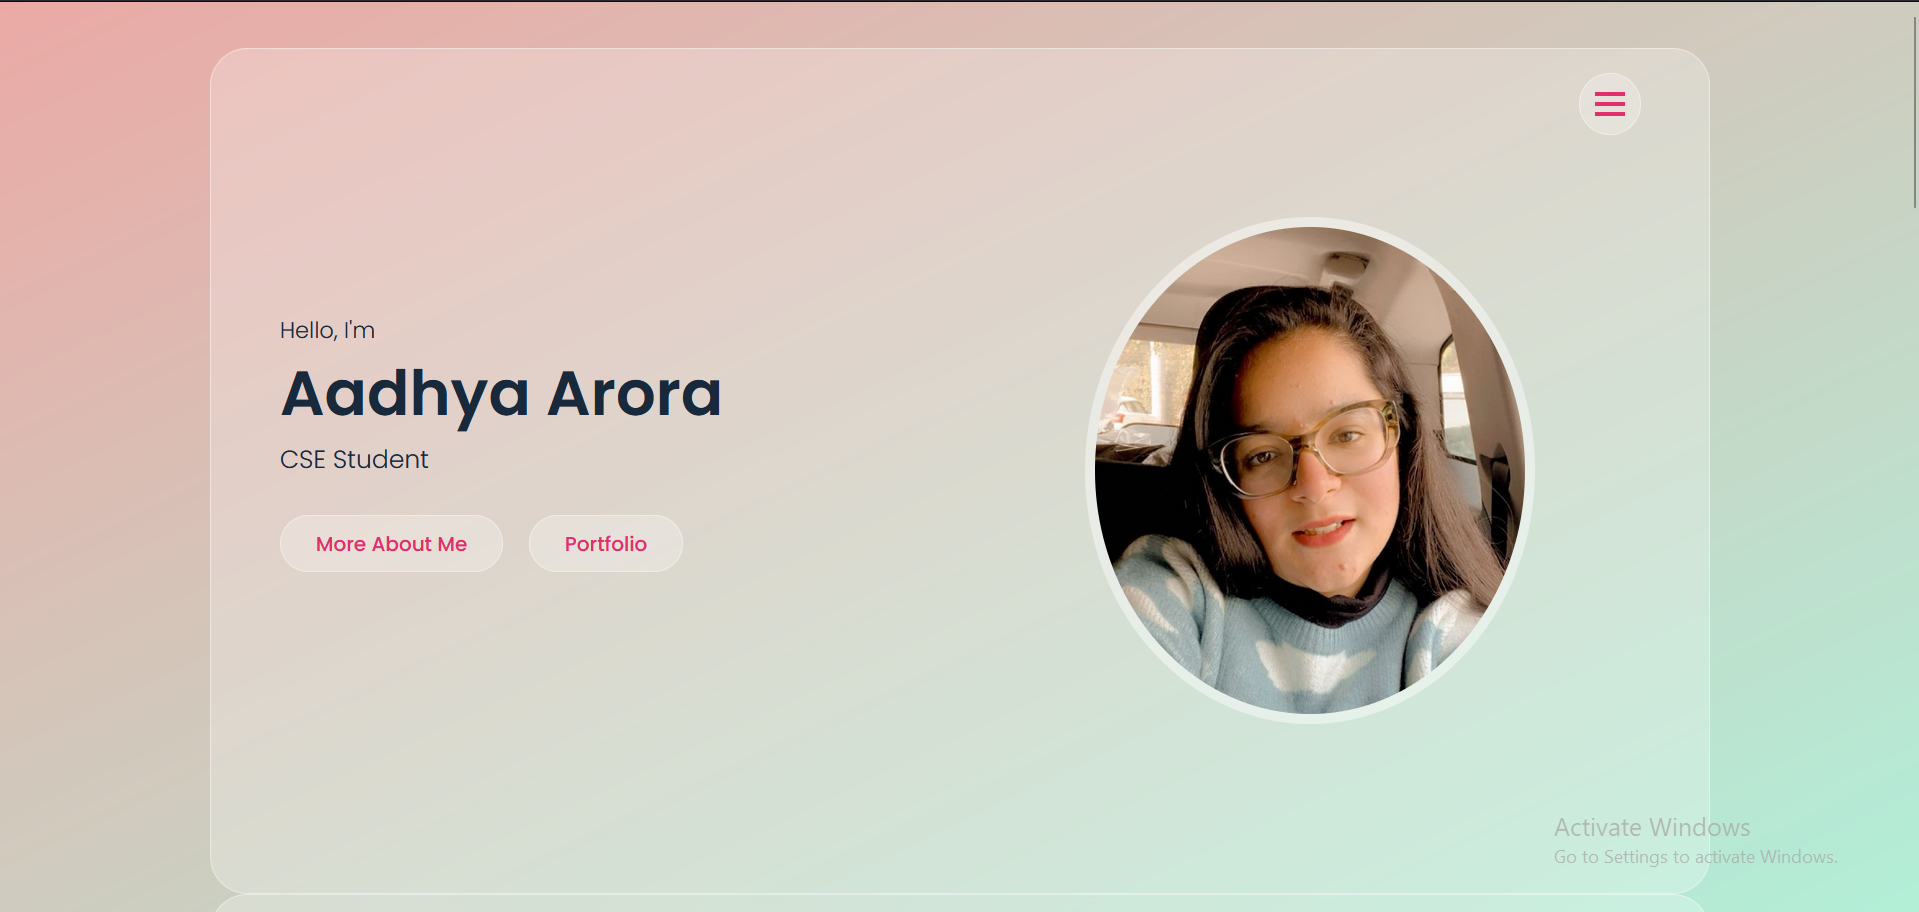 Hello, I'm
Aadhya Arora
CSE Student
More About Me
Portfolio
Activate Windows
Go to Settings to activate Windows.